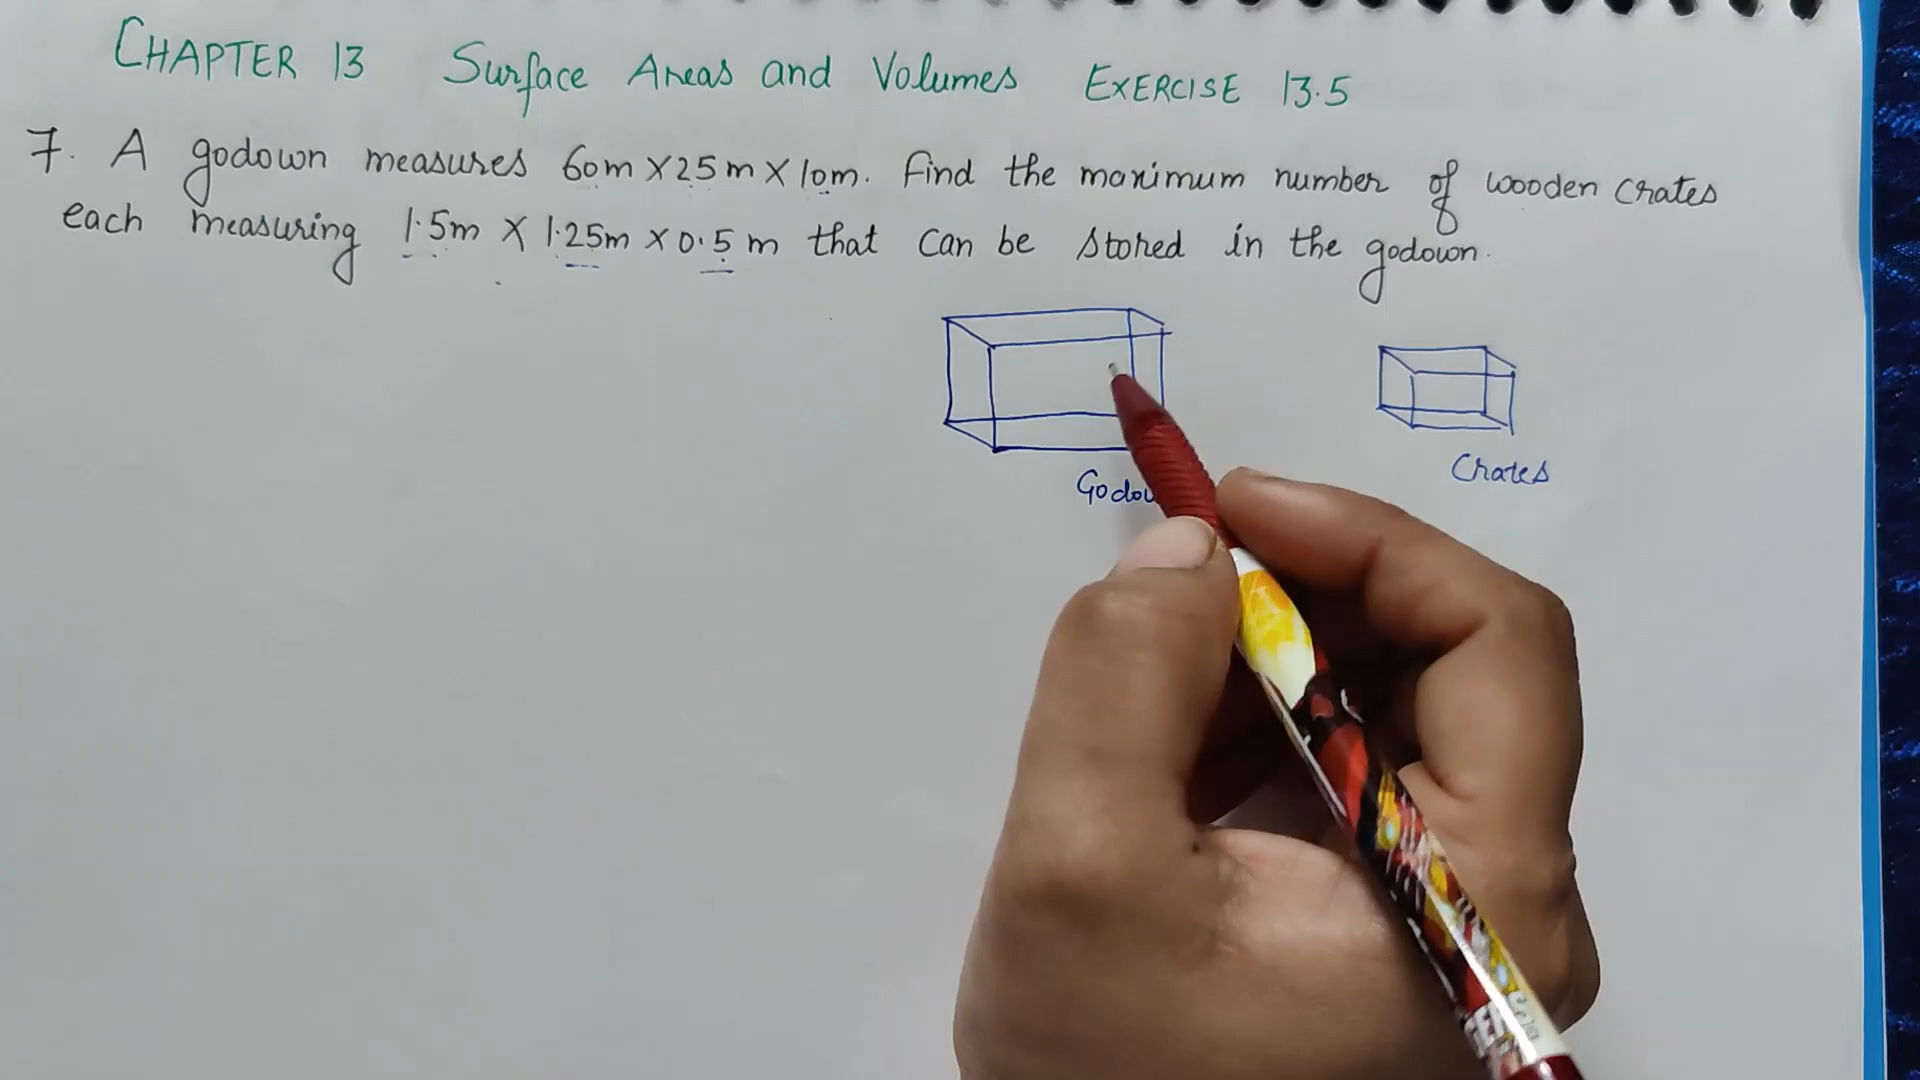 CHAPTER 13 Surface Areas and Volumes EXERCISE 13.5
7. A godown measures 60m X 25 m X 10m. Find the maximum number of wooden crates
each measuring 1.5m X 1.25m X 0.5 m that can be stored in the godown.
Crates